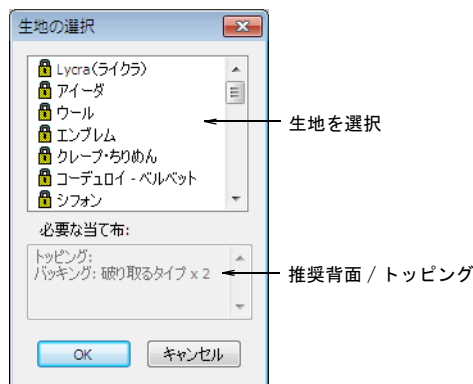 生地の選択
Lycra(ライクラ)
アイーダ
ウール
エンブレム
クレープ・ちりめん
コーデュロイ - ベルベット
シフォン
生地を選択
必要な当て布:
トッピング:
バッキング: 破り取るタイプ x 2
推奨背面 / トッピング
OK
キャンセル